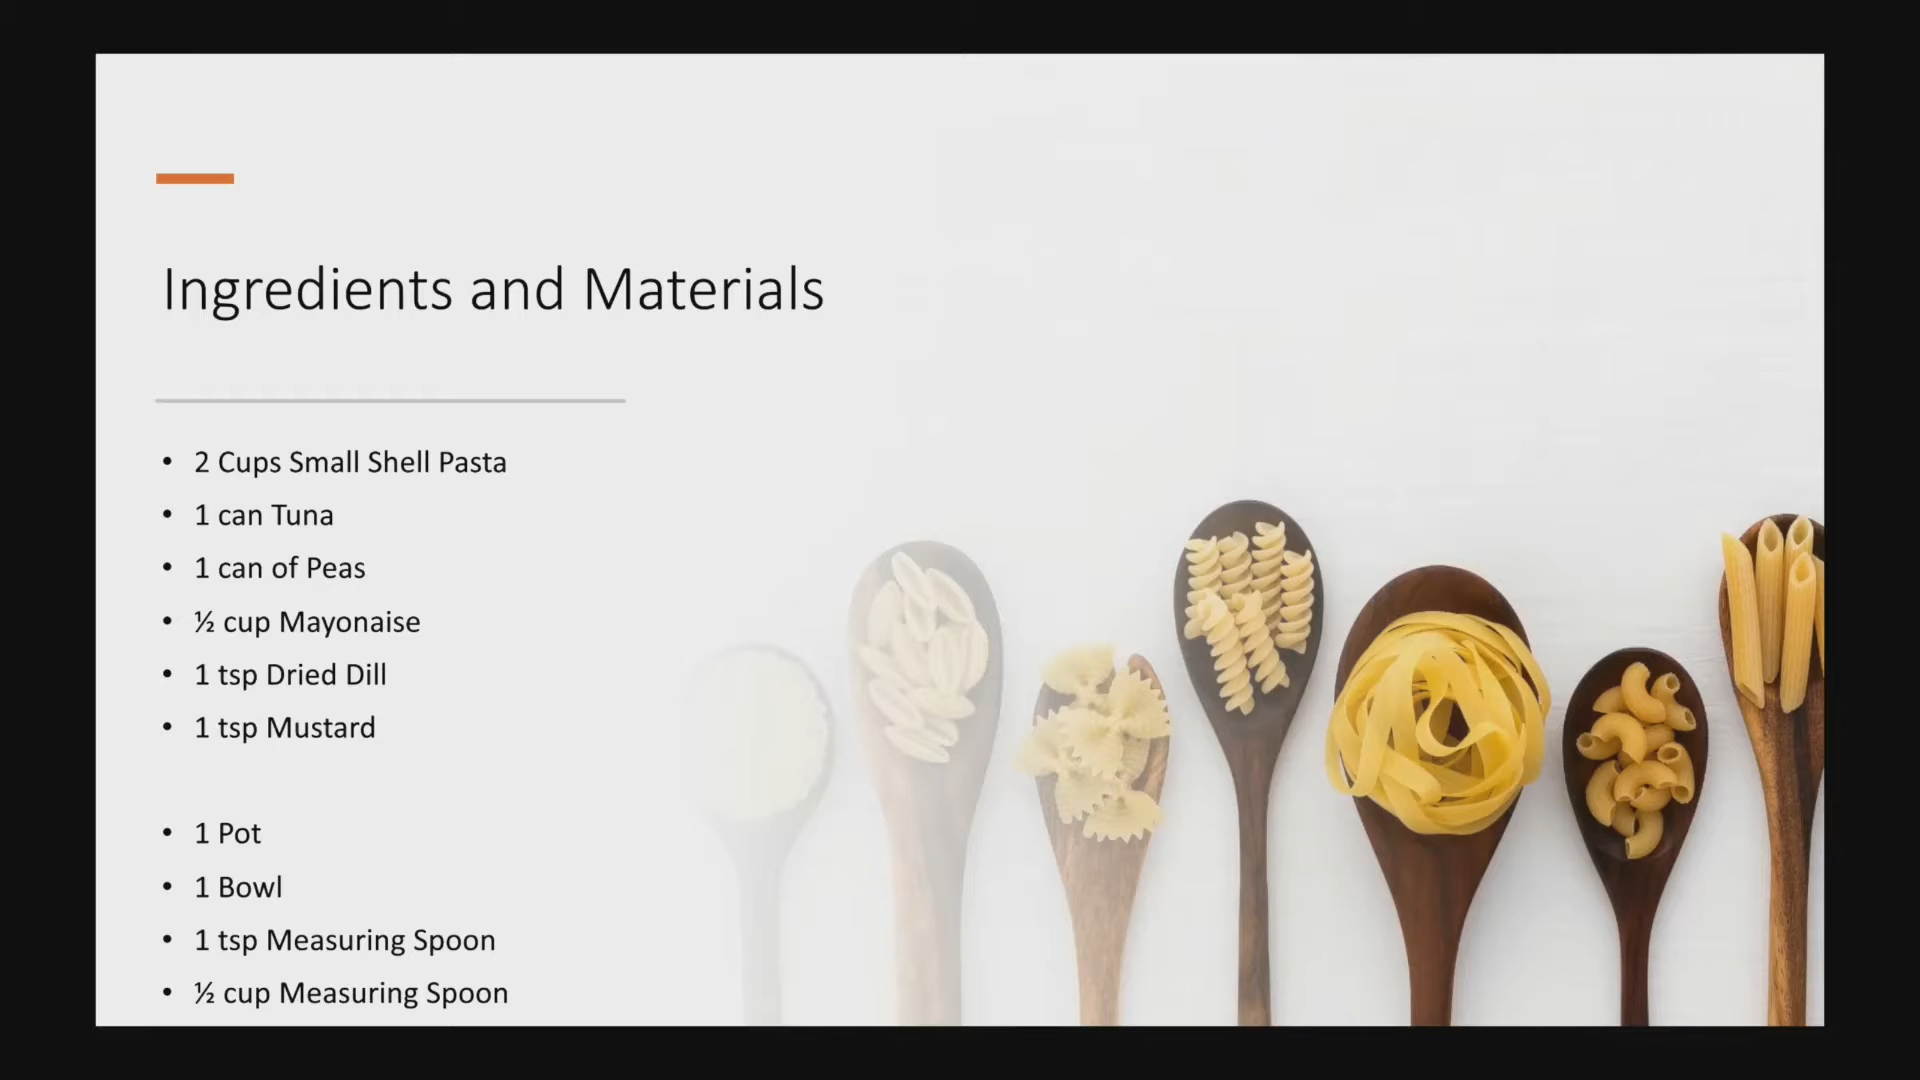 Ingredients and Materials
• 2 Cups Small Shell Pasta
• 1 can Tuna
• 1 can of Peas
• ½ cup Mayonaise
• 1 tsp Dried Dill
• 1 tsp Mustard
• 1 Pot
• 1 Bowl
• 1 tsp Measuring Spoon
• ½ cup Measuring Spoon